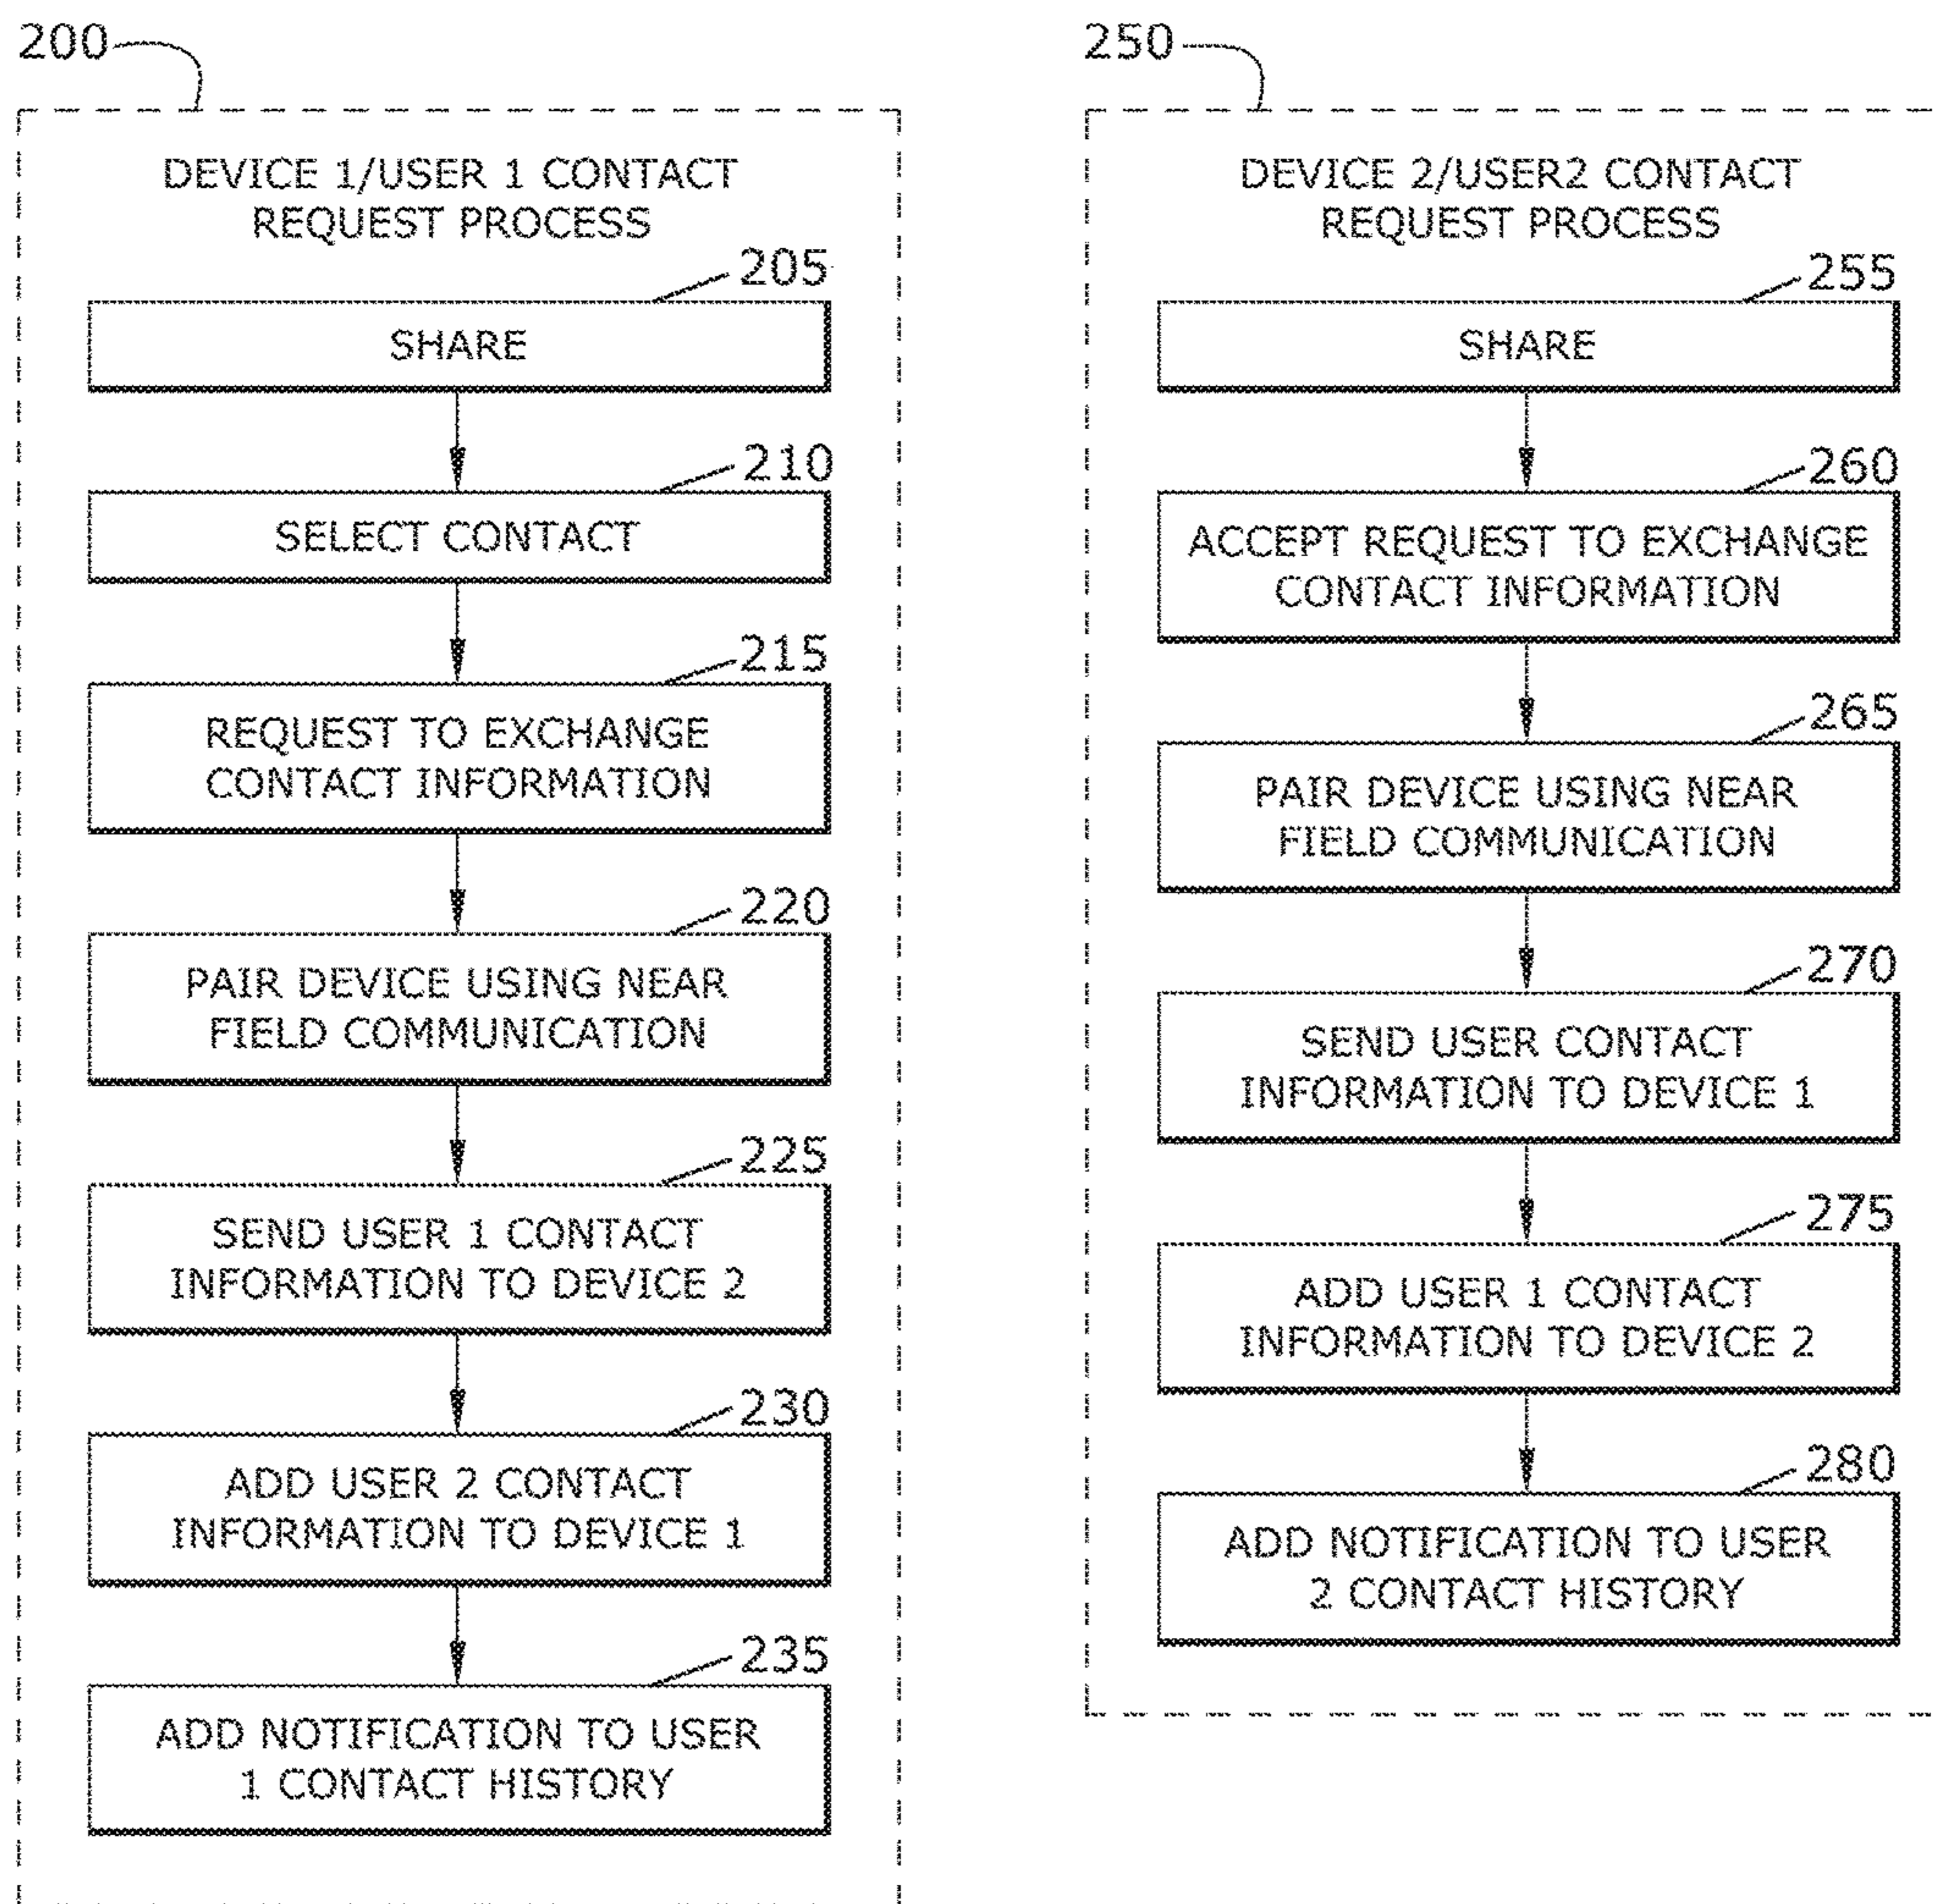 200
DEVICE 1/USER 1 CONTACT
REQUEST PROCESS
205
SHARE
210
SELECT CONTACT
215
REQUEST TO EXCHANGE
CONTACT INFORMATION
220
PAIR DEVICE USING NEAR
FIELD COMMUNICATION
225
SEND USER 1 CONTACT
INFORMATION TO DEVICE 2
230
ADD USER 2 CONTACT
INFORMATION TO DEVICE 1
235
ADD NOTIFICATION TO USER
1 CONTACT HISTORY
250
DEVICE 2/USER2 CONTACT
REQUEST PROCESS
255
SHARE
260
ACCEPT REQUEST TO EXCHANGE
CONTACT INFORMATION
265
PAIR DEVICE USING NEAR
FIELD COMMUNICATION
270
SEND USER CONTACT
INFORMATION TO DEVICE 1
275
ADD USER 1 CONTACT
INFORMATION TO DEVICE 2
280
ADD NOTIFICATION TO USER
2 CONTACT HISTORY